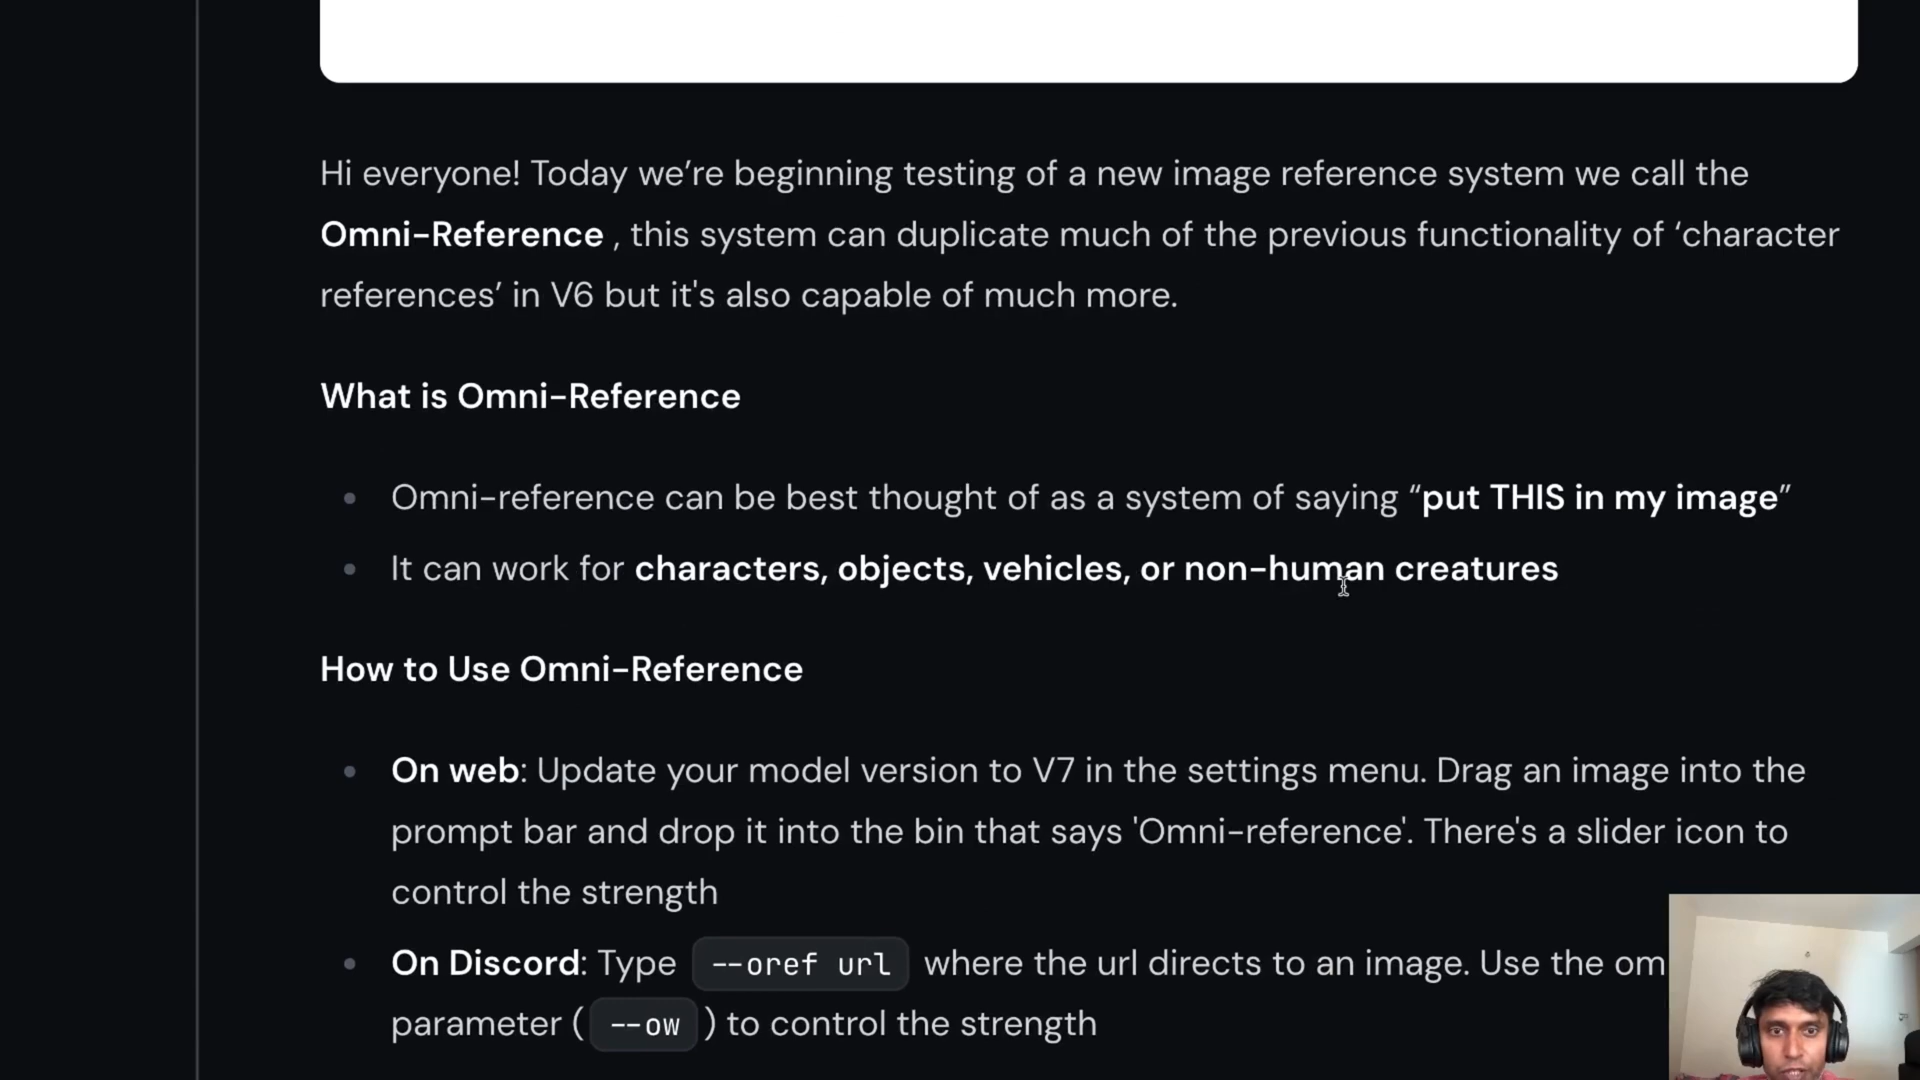 Hi everyone! Today we’re beginning testing of a new image reference system we call the
Omni-Reference , this system can duplicate much of the previous functionality of ‘character
references’ in V6 but it's also capable of much more.
What is Omni-Reference
Omni-reference can be best thought of as a system of saying “put THIS in my image”
It can work for characters, objects, vehicles, or non-human creatures
How to Use Omni-Reference
On web: Update your model version to V7 in the settings menu. Drag an image into the
prompt bar and drop it into the bin that says 'Omni-reference'. There's a slider icon to
control the strength
On Discord: Type --oref url where the url directs to an image. Use the om
parameter ( --ow ) to control the strength